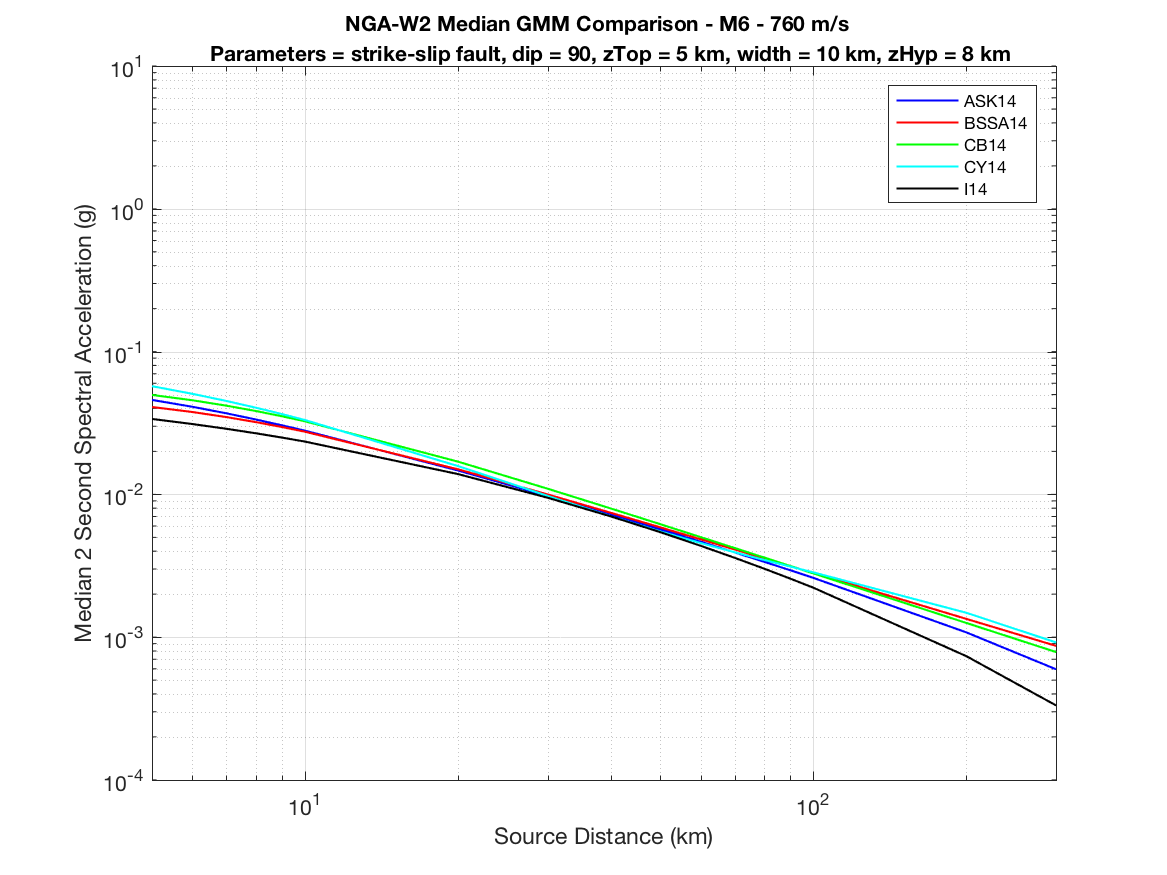 NGA-W2 Median GMM Comparison - M6 - 760 m/s
Parameters = strike-slip fault, dip = 90, zTop = 5 km, width = 10 km, zHyp = 8 km
10^1
10^0
10^-1
10^-2
10^-3
10^-4
Median 2 Second Spectral Acceleration (g)
ASK14
BSSA14
CB14
CY14
I14
10^1
10^2
Source Distance (km)